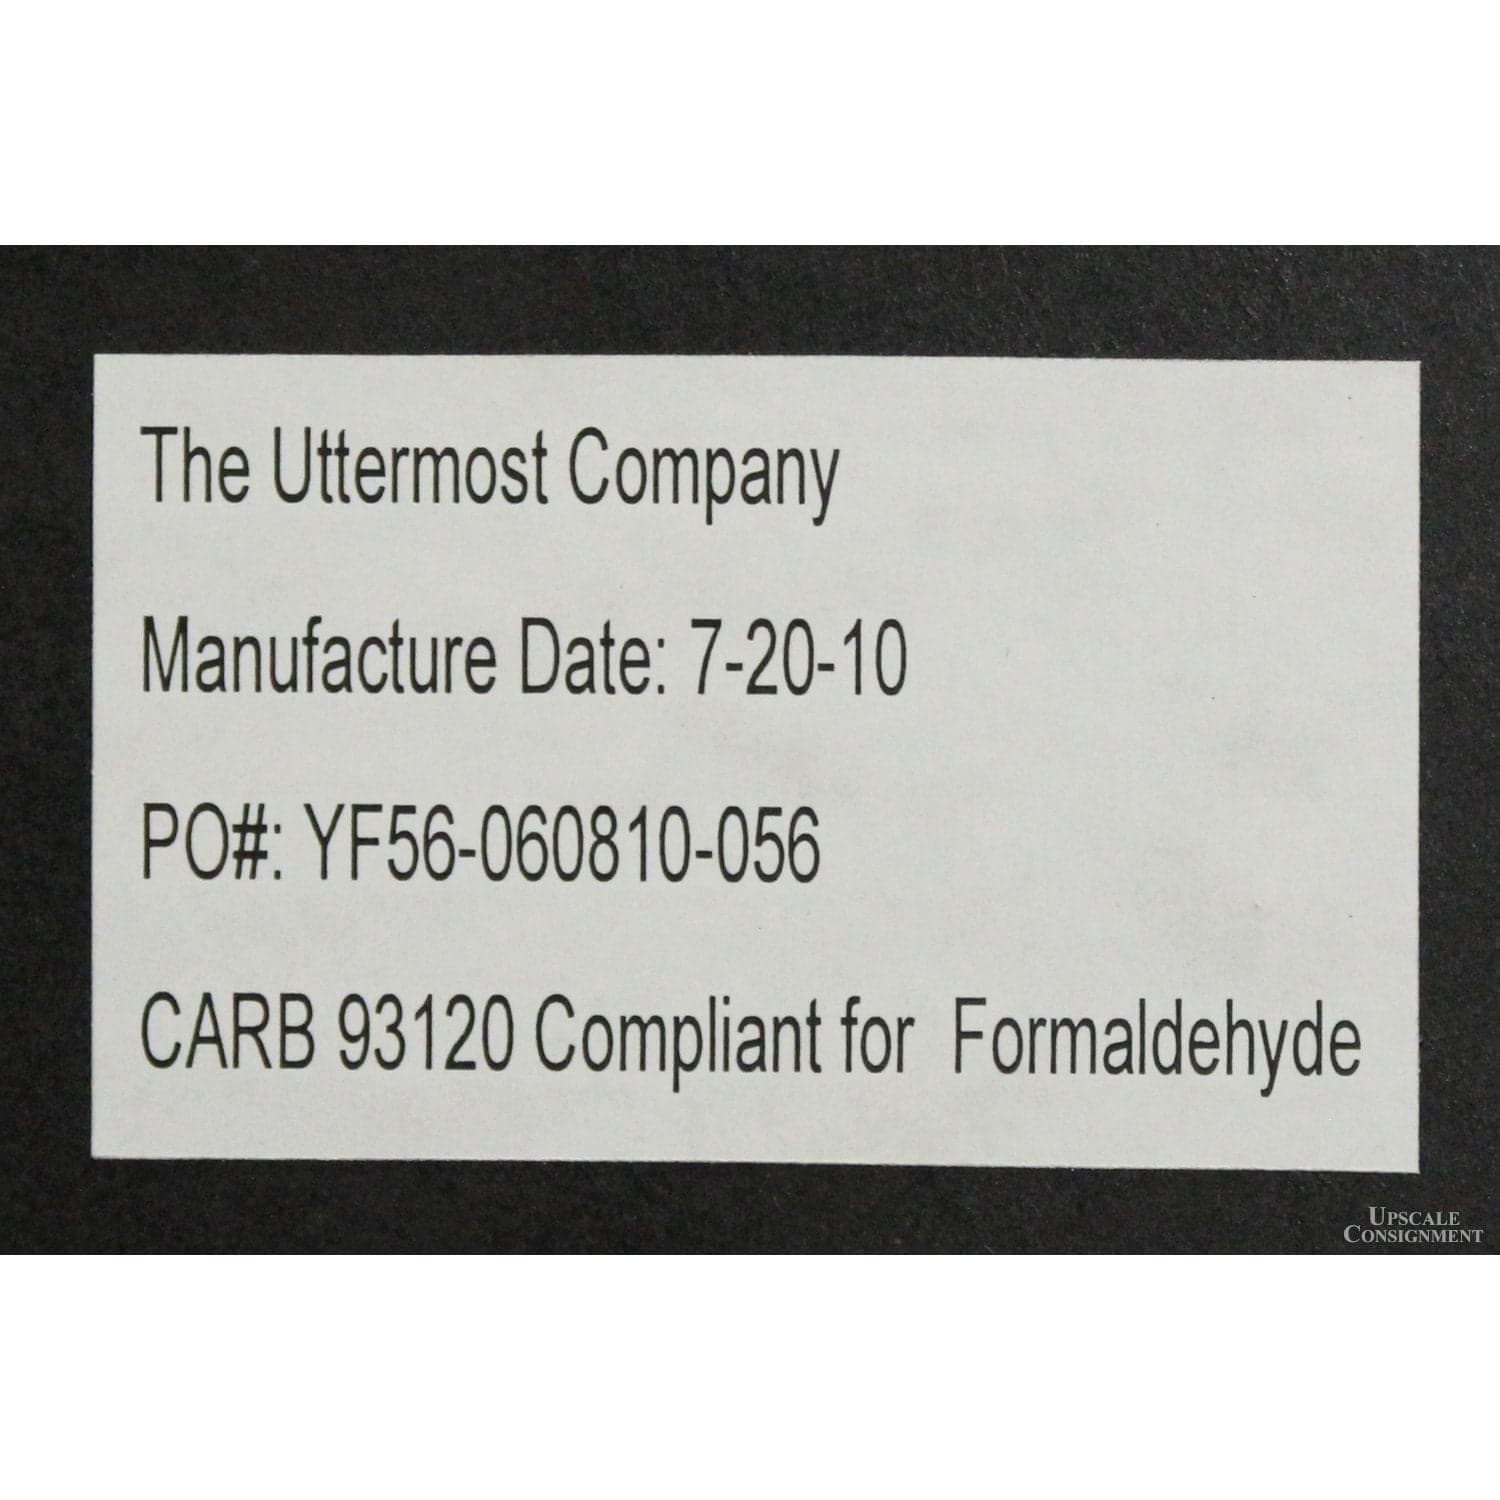 The Uttermost Company
Manufacture Date: 7-20-10
PO#: YF56-060810-056
CARB 93120 Compliant for  Formaldehyde
UPSCALE
CONSIGNMENT